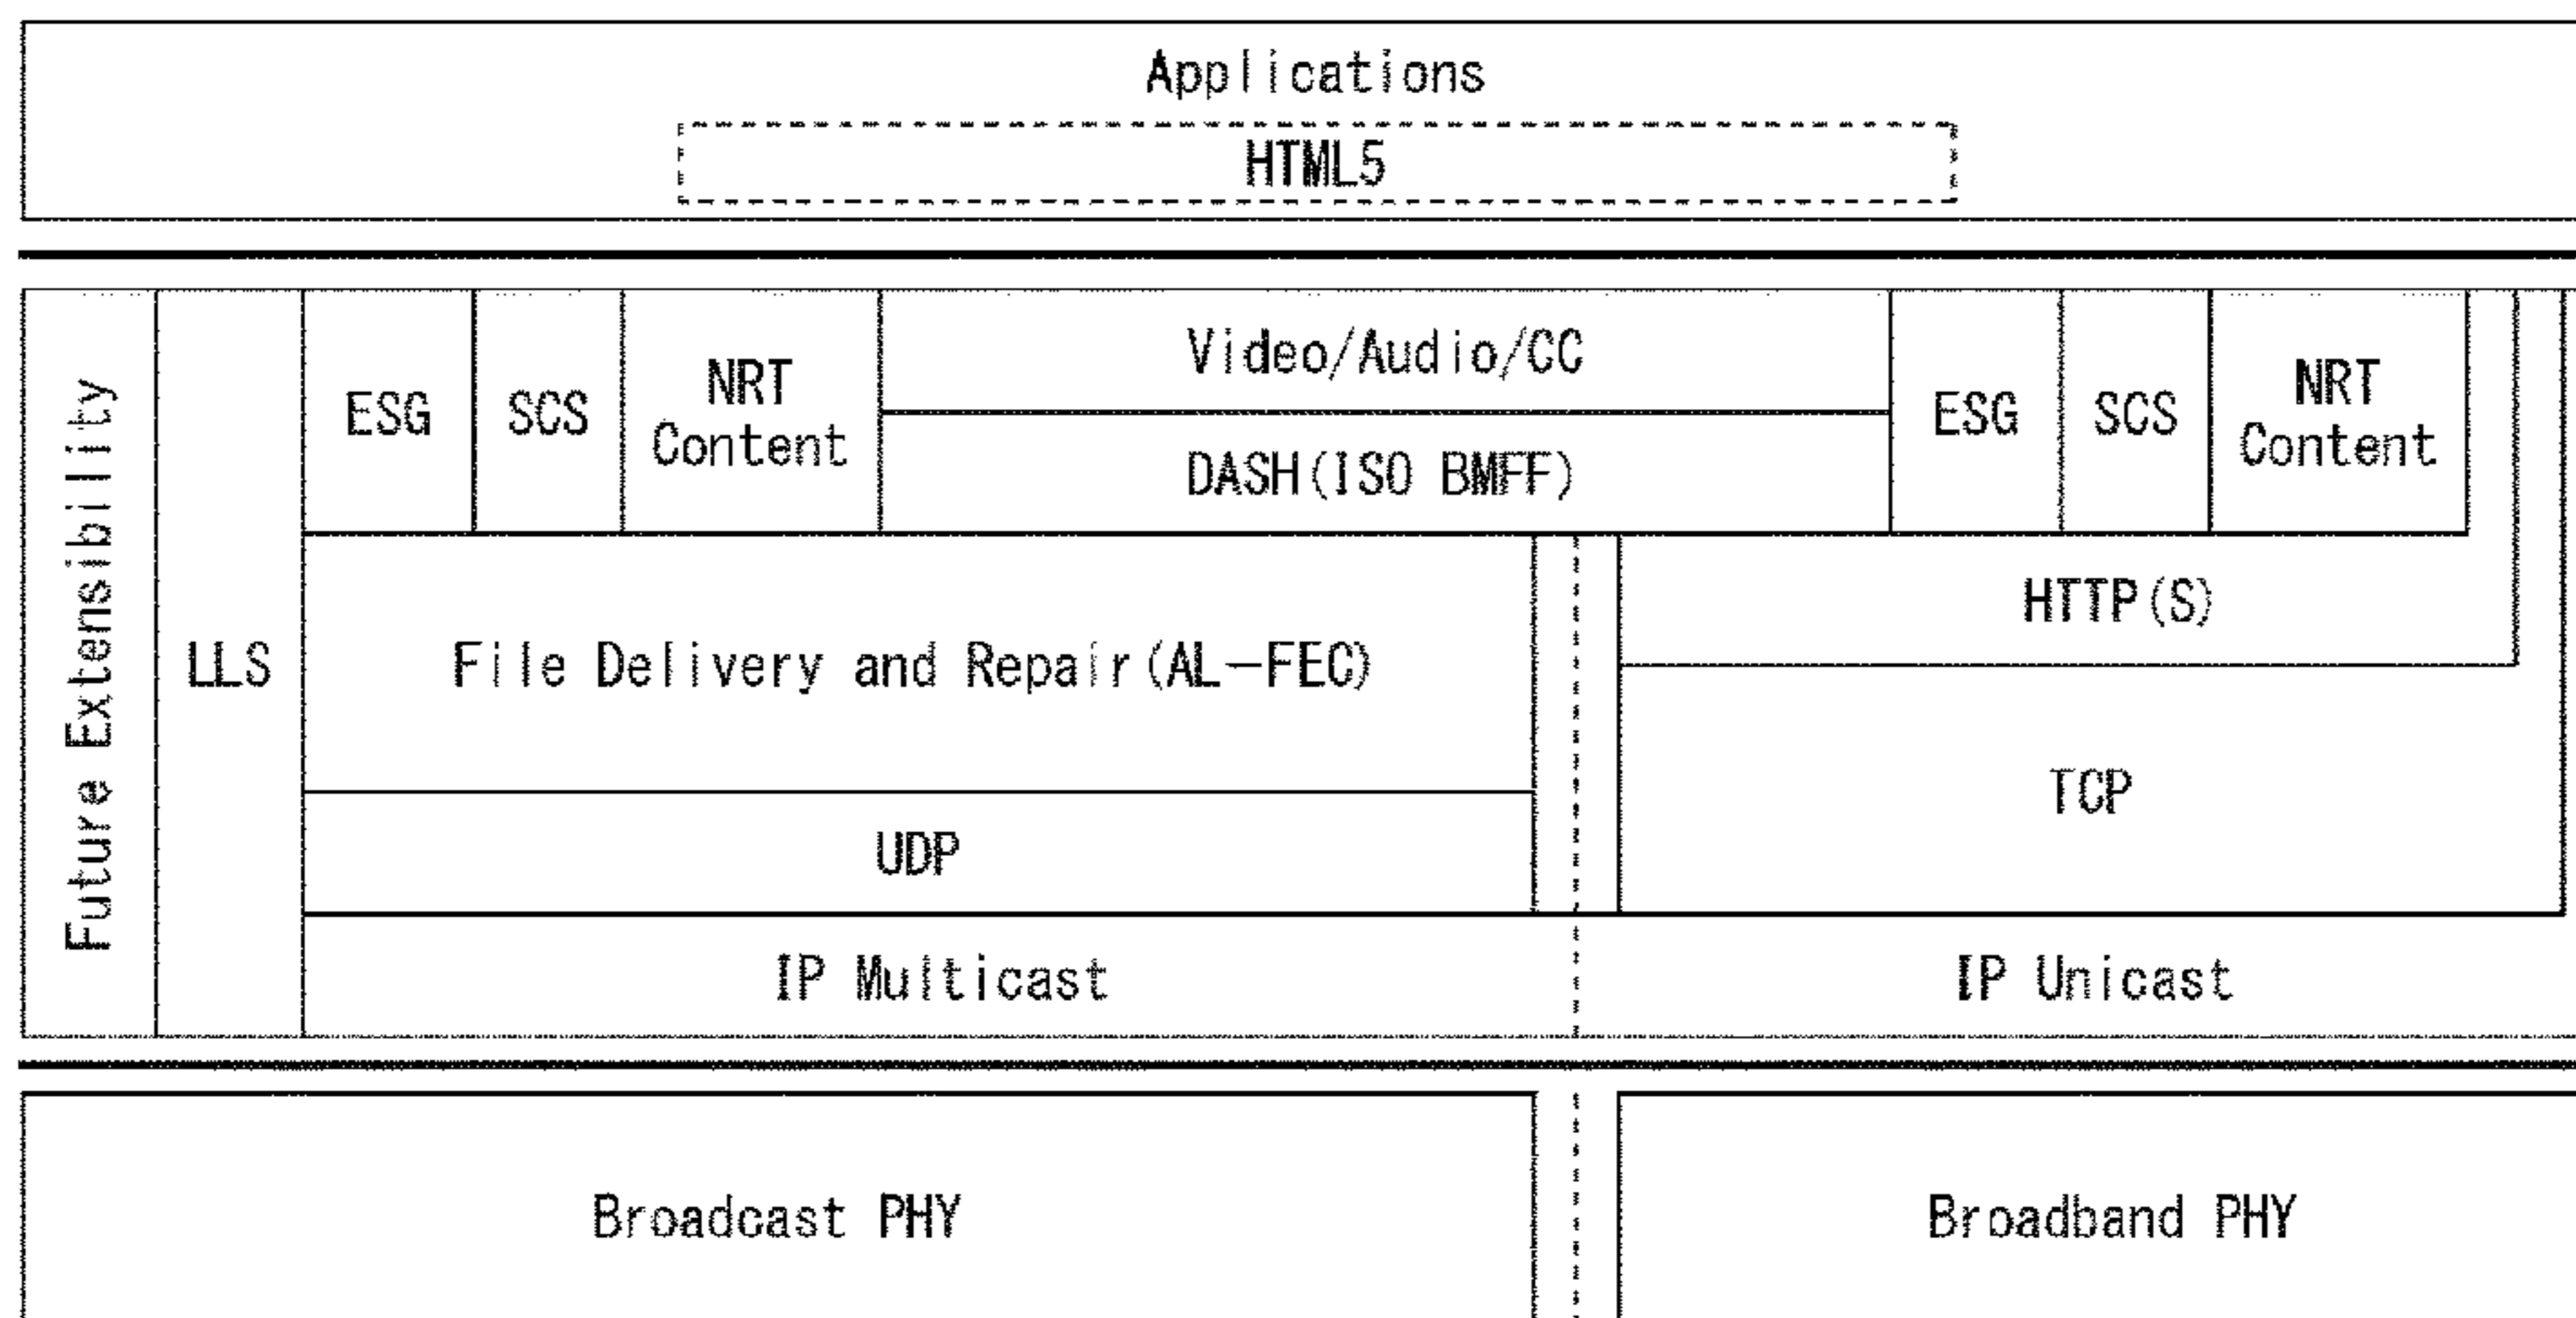 Applications
HTML5
Future Extensibility
LLS
ESG
SCS
NRT
Content
Video/Audio/CC
DASH(ISO BMFF)
ESG
SCS
NRT
Content
File Delivery and Repair(AL-FEC)
HTTP(S)
TCP
UDP
IP Multicast
IP Unicast
Broadcast PHY
Broadband PHY